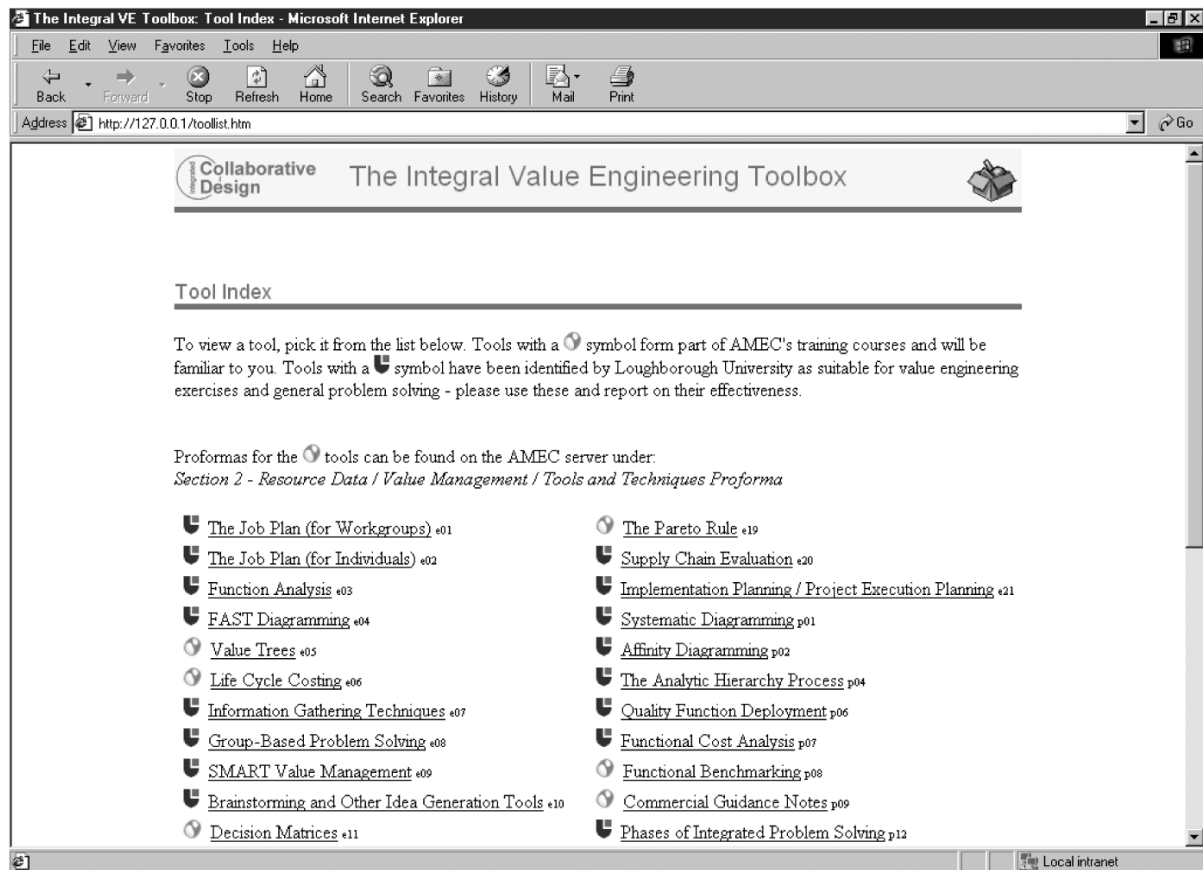 The Integral VE Toolbox: Tool Index - Microsoft Internet Explorer
File Edit View Favorites Tools Help
Back Forward Stop Refresh Home Search Favorites History Mail Print
Address http://127.0.0.1/toollist.htm Go
Integrated
Collaborative
Design
The Integral Value Engineering Toolbox
Tool Index
To view a tool, pick it from the list below. Tools with a symbol form part of AMEC's training courses and will be
familiar to you. Tools with a symbol have been identified by Loughborough University as suitable for value engineering
exercises and general problem solving - please use these and report on their effectiveness.
Proformas for the tools can be found on the AMEC server under:
Section 2 - Resource Data / Value Management / Tools and Techniques Proforma
The Job Plan (for Workgroups) e01
The Job Plan (for Individuals) e02
Function Analysis e03
FAST Diagramming e04
Value Trees e05
Life Cycle Costing e06
Information Gathering Techniques e07
Group-Based Problem Solving e08
SMART Value Management e09
Brainstorming and Other Idea Generation Tools e10
Decision Matrices e11
The Pareto Rule e19
Supply Chain Evaluation e20
Implementation Planning / Project Execution Planning e21
Systematic Diagramming p01
Affinity Diagramming p02
The Analytic Hierarchy Process p04
Quality Function Deployment p06
Functional Cost Analysis p07
Functional Benchmarking p08
Commercial Guidance Notes p09
Phases of Integrated Problem Solving p12
Local intranet